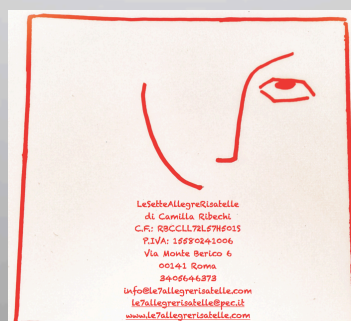 LeSetteAllegreRisatelle
di Camilla Ribechi
C.F.: RBCCLL72L57H501S
P.IVA: 15580241006
Via Monte Berico 6
00141 Roma
3405646373
info@le7allegrerisatelle.com
le7allegrerisatelle@pec.it
www.le7allegrerisatelle.com